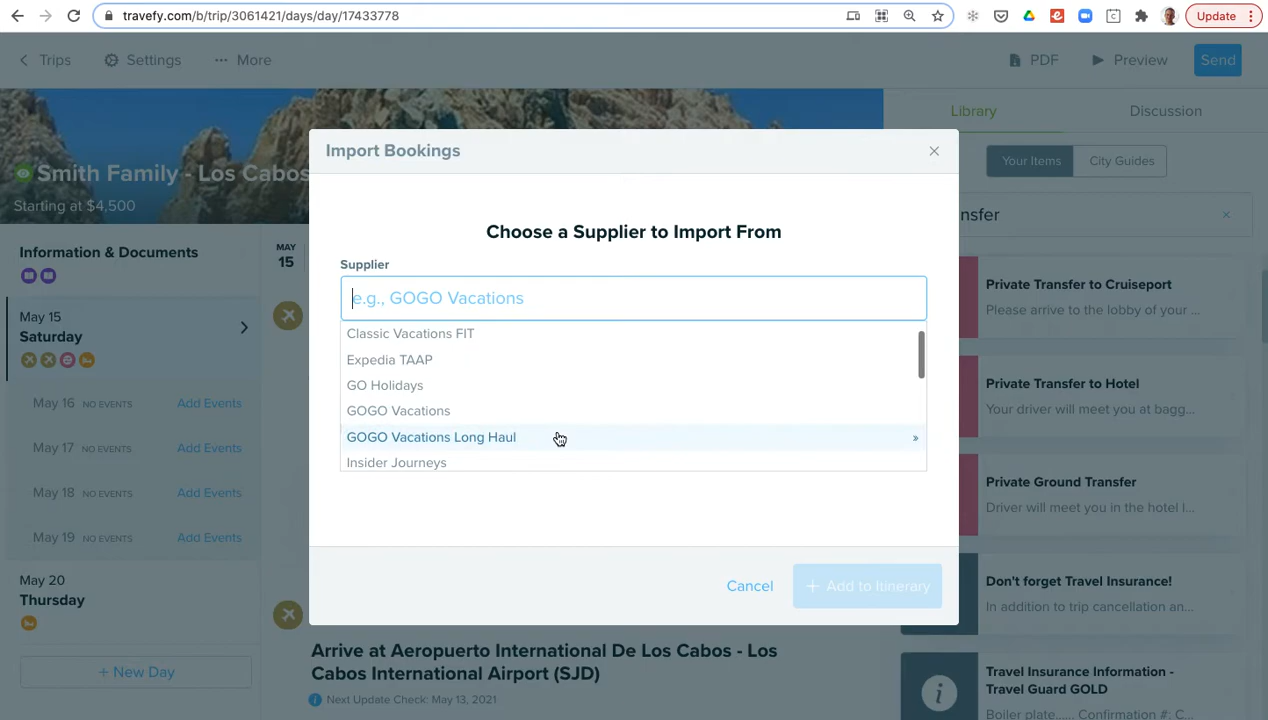 travefy.com/b/trip/3061421/days/day/17433778
Update
Trips
Settings
More
PDF
Preview
Send
Smith Family - Los Cabos
Starting at $4,500
Library
Discussion
Your Items
City Guides
nsfer
Information & Documents
May 15
Saturday
May 16 NO EVENTS Add Events
May 17 NO EVENTS Add Events
May 18 NO EVENTS Add Events
May 19 NO EVENTS Add Events
May 20
Thursday
+ New Day
MAY
15
Import Bookings
Choose a Supplier to Import From
Supplier
e.g., GOGO Vacations
Classic Vacations FIT
Expedia TAAP
GO Holidays
GOGO Vacations
GOGO Vacations Long Haul »
Insider Journeys
Cancel
+ Add to Itinerary
Arrive at Aeropuerto International De Los Cabos - Los
Cabos International Airport (SJD)
Next Update Check: May 13, 2021
Private Transfer to Cruiseport
Please arrive to the lobby of your ...
Private Transfer to Hotel
Your driver will meet you at bagg...
Private Ground Transfer
Driver will meet you in the hotel l...
Don't forget Travel Insurance!
In addition to trip cancellation an...
Travel Insurance Information -
Travel Guard GOLD
Boiler plate...... Confirmation #: C...